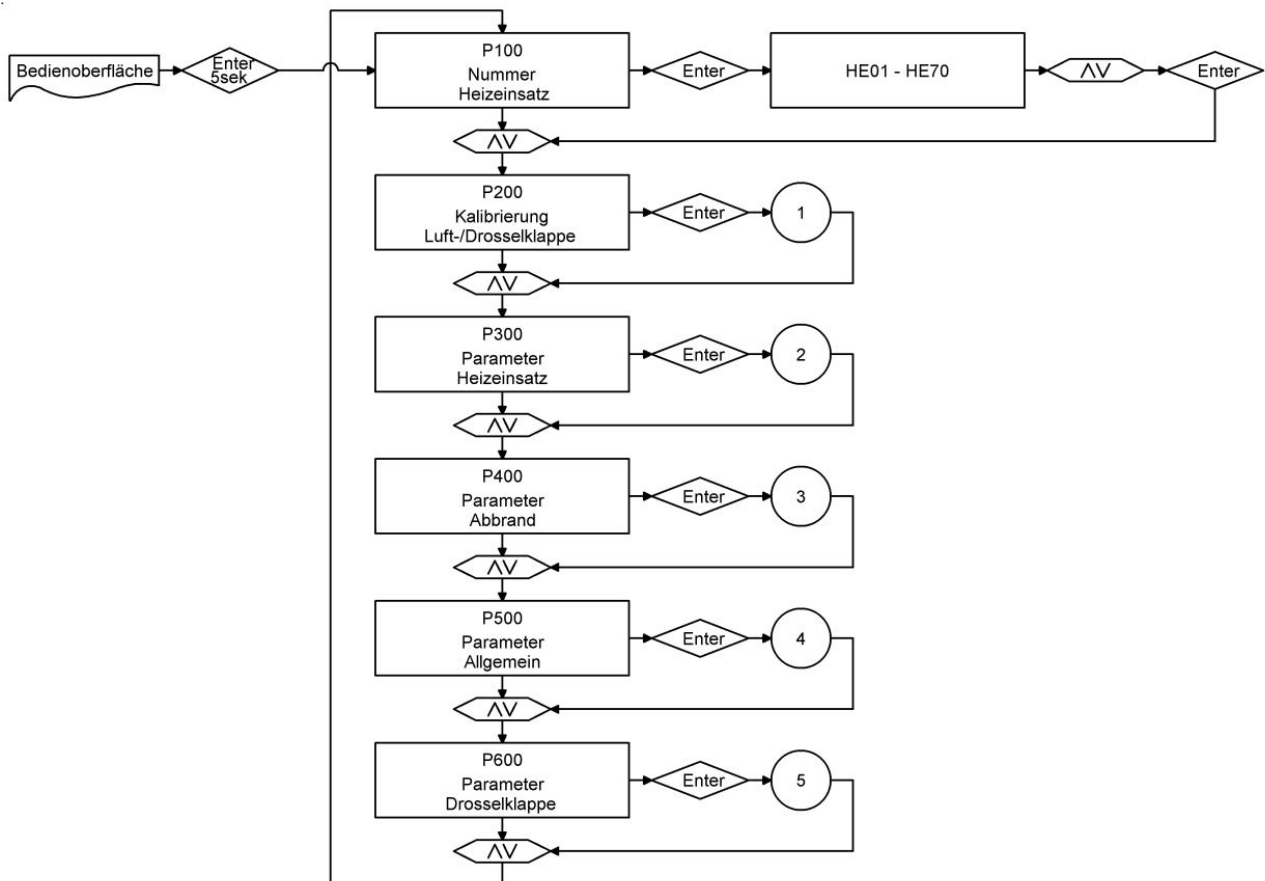 Bedienoberfläche
Enter
5sek
P100
Nummer
Heizeinsatz
Enter
HE01 - HE70
ΛV
Enter
ΛV
P200
Kalibrierung
Luft-/Drosselklappe
Enter
1
ΛV
P300
Parameter
Heizeinsatz
Enter
2
ΛV
P400
Parameter
Abbrand
Enter
3
ΛV
P500
Parameter
Allgemein
Enter
4
ΛV
P600
Parameter
Drosselklappe
Enter
5
ΛV